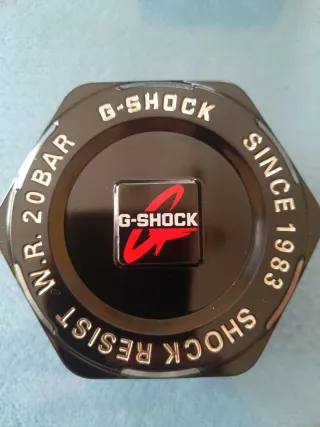 G-SHOCK
SINCE 1983
SHOCK RESIST
W.R. 20BAR
G-SHOCK